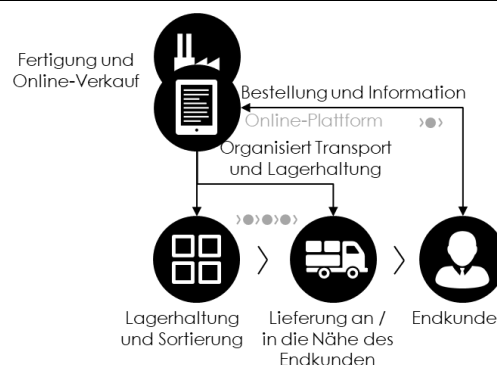 Fertigung und
Online-Verkauf
Bestellung und Information
Online-Plattform
Organisiert Transport
und Lagerhaltung
Lagerhaltung
und Sortierung
Lieferung an /
in die Nähe des
Endkunden
Endkunde